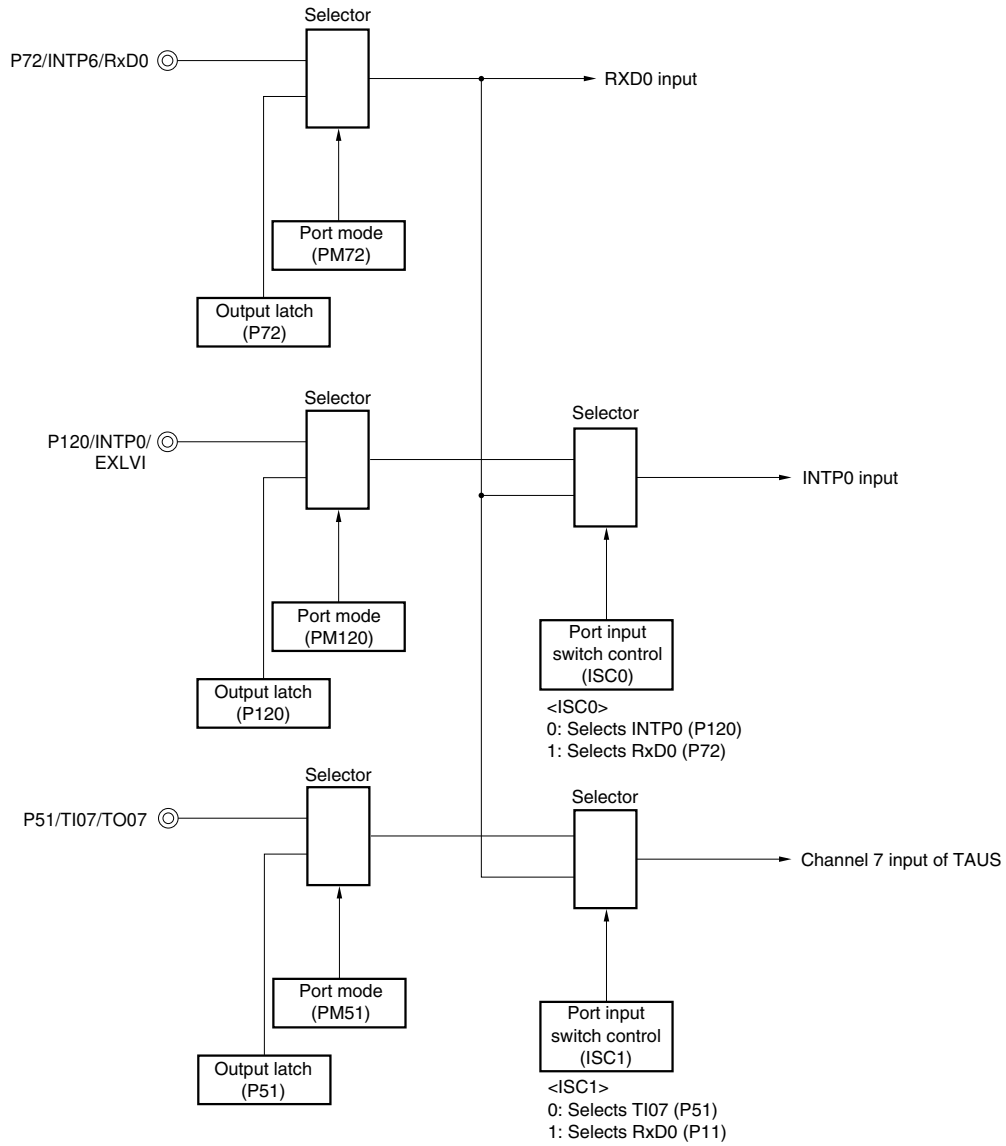 Selector
P72/INTP6/RxD0
RXD0 input
Port mode
(PM72)
Output latch
(P72)
Selector
Selector
P120/INTP0/
EXLVI
INTP0 input
Port mode
(PM120)
Port input
switch control
(ISC0)
Output latch
(P120)
<ISC0>
0: Selects INTP0 (P120)
1: Selects RxD0 (P72)
Selector
Selector
P51/TI07/TO07
Channel 7 input of TAUS
Port mode
(PM51)
Port input
switch control
(ISC1)
Output latch
(P51)
<ISC1>
0: Selects TI07 (P51)
1: Selects RxD0 (P11)